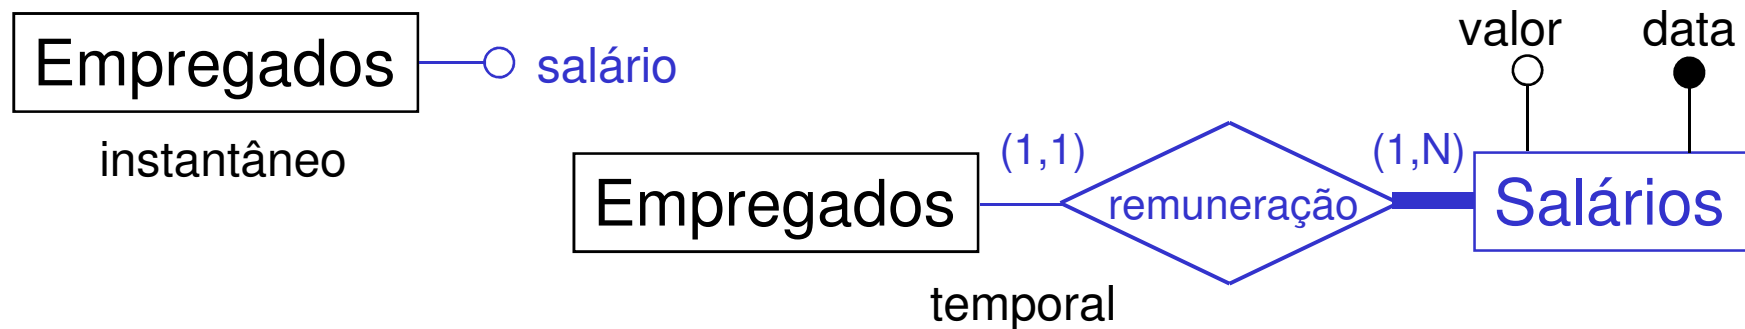 Empregados salário
instantâneo
valor data
Empregados (1,1) remuneração (1,N) Salários
temporal